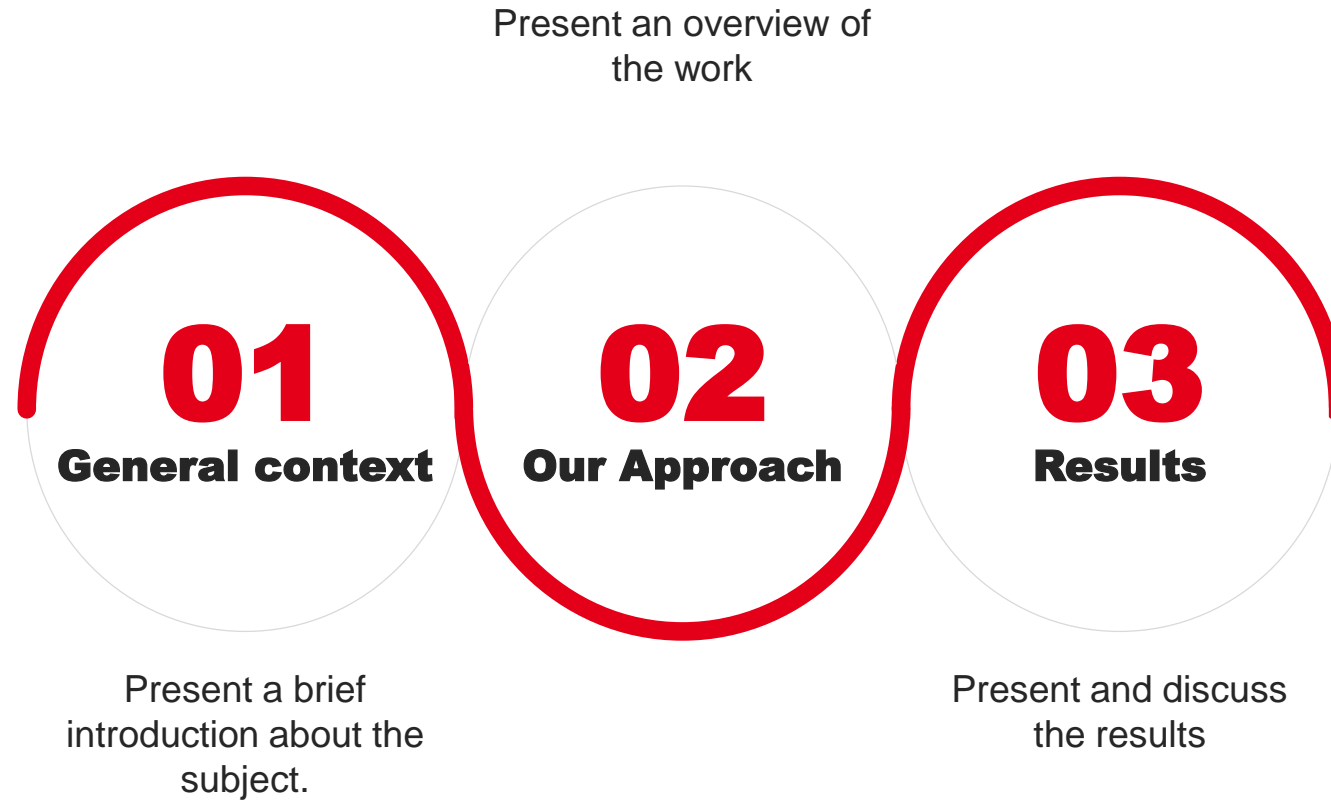 Present an overview of
the work
01
General context
02
Our Approach
03
Results
Present a brief
introduction about the
subject.
Present and discuss
the results